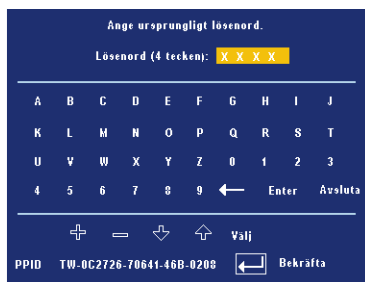 Ange ursprungligt lösenord.
Lösenord (4 tecken): X X X X
A B C D E F G H I J
K L M N O P Q R S T
U V W X Y Z 0 1 2 3
4 5 6 7 8 9 ← Enter Avsluta
Välj
PPID TW-0C2726-70641-46B-0208 Bekräfta